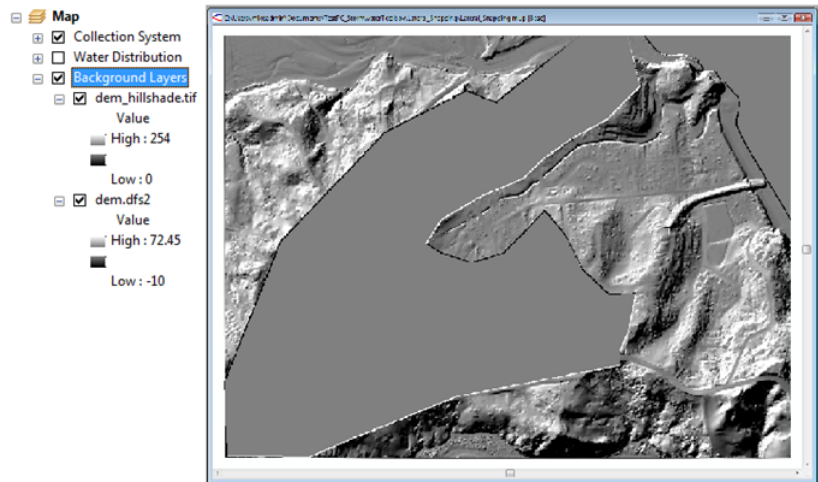 Map
Collection System
Water Distribution
Background Layers
dem_hillshade.tif
Value
High : 254
Low : 0
dem.dfs2
Value
High : 72.45
Low : -10